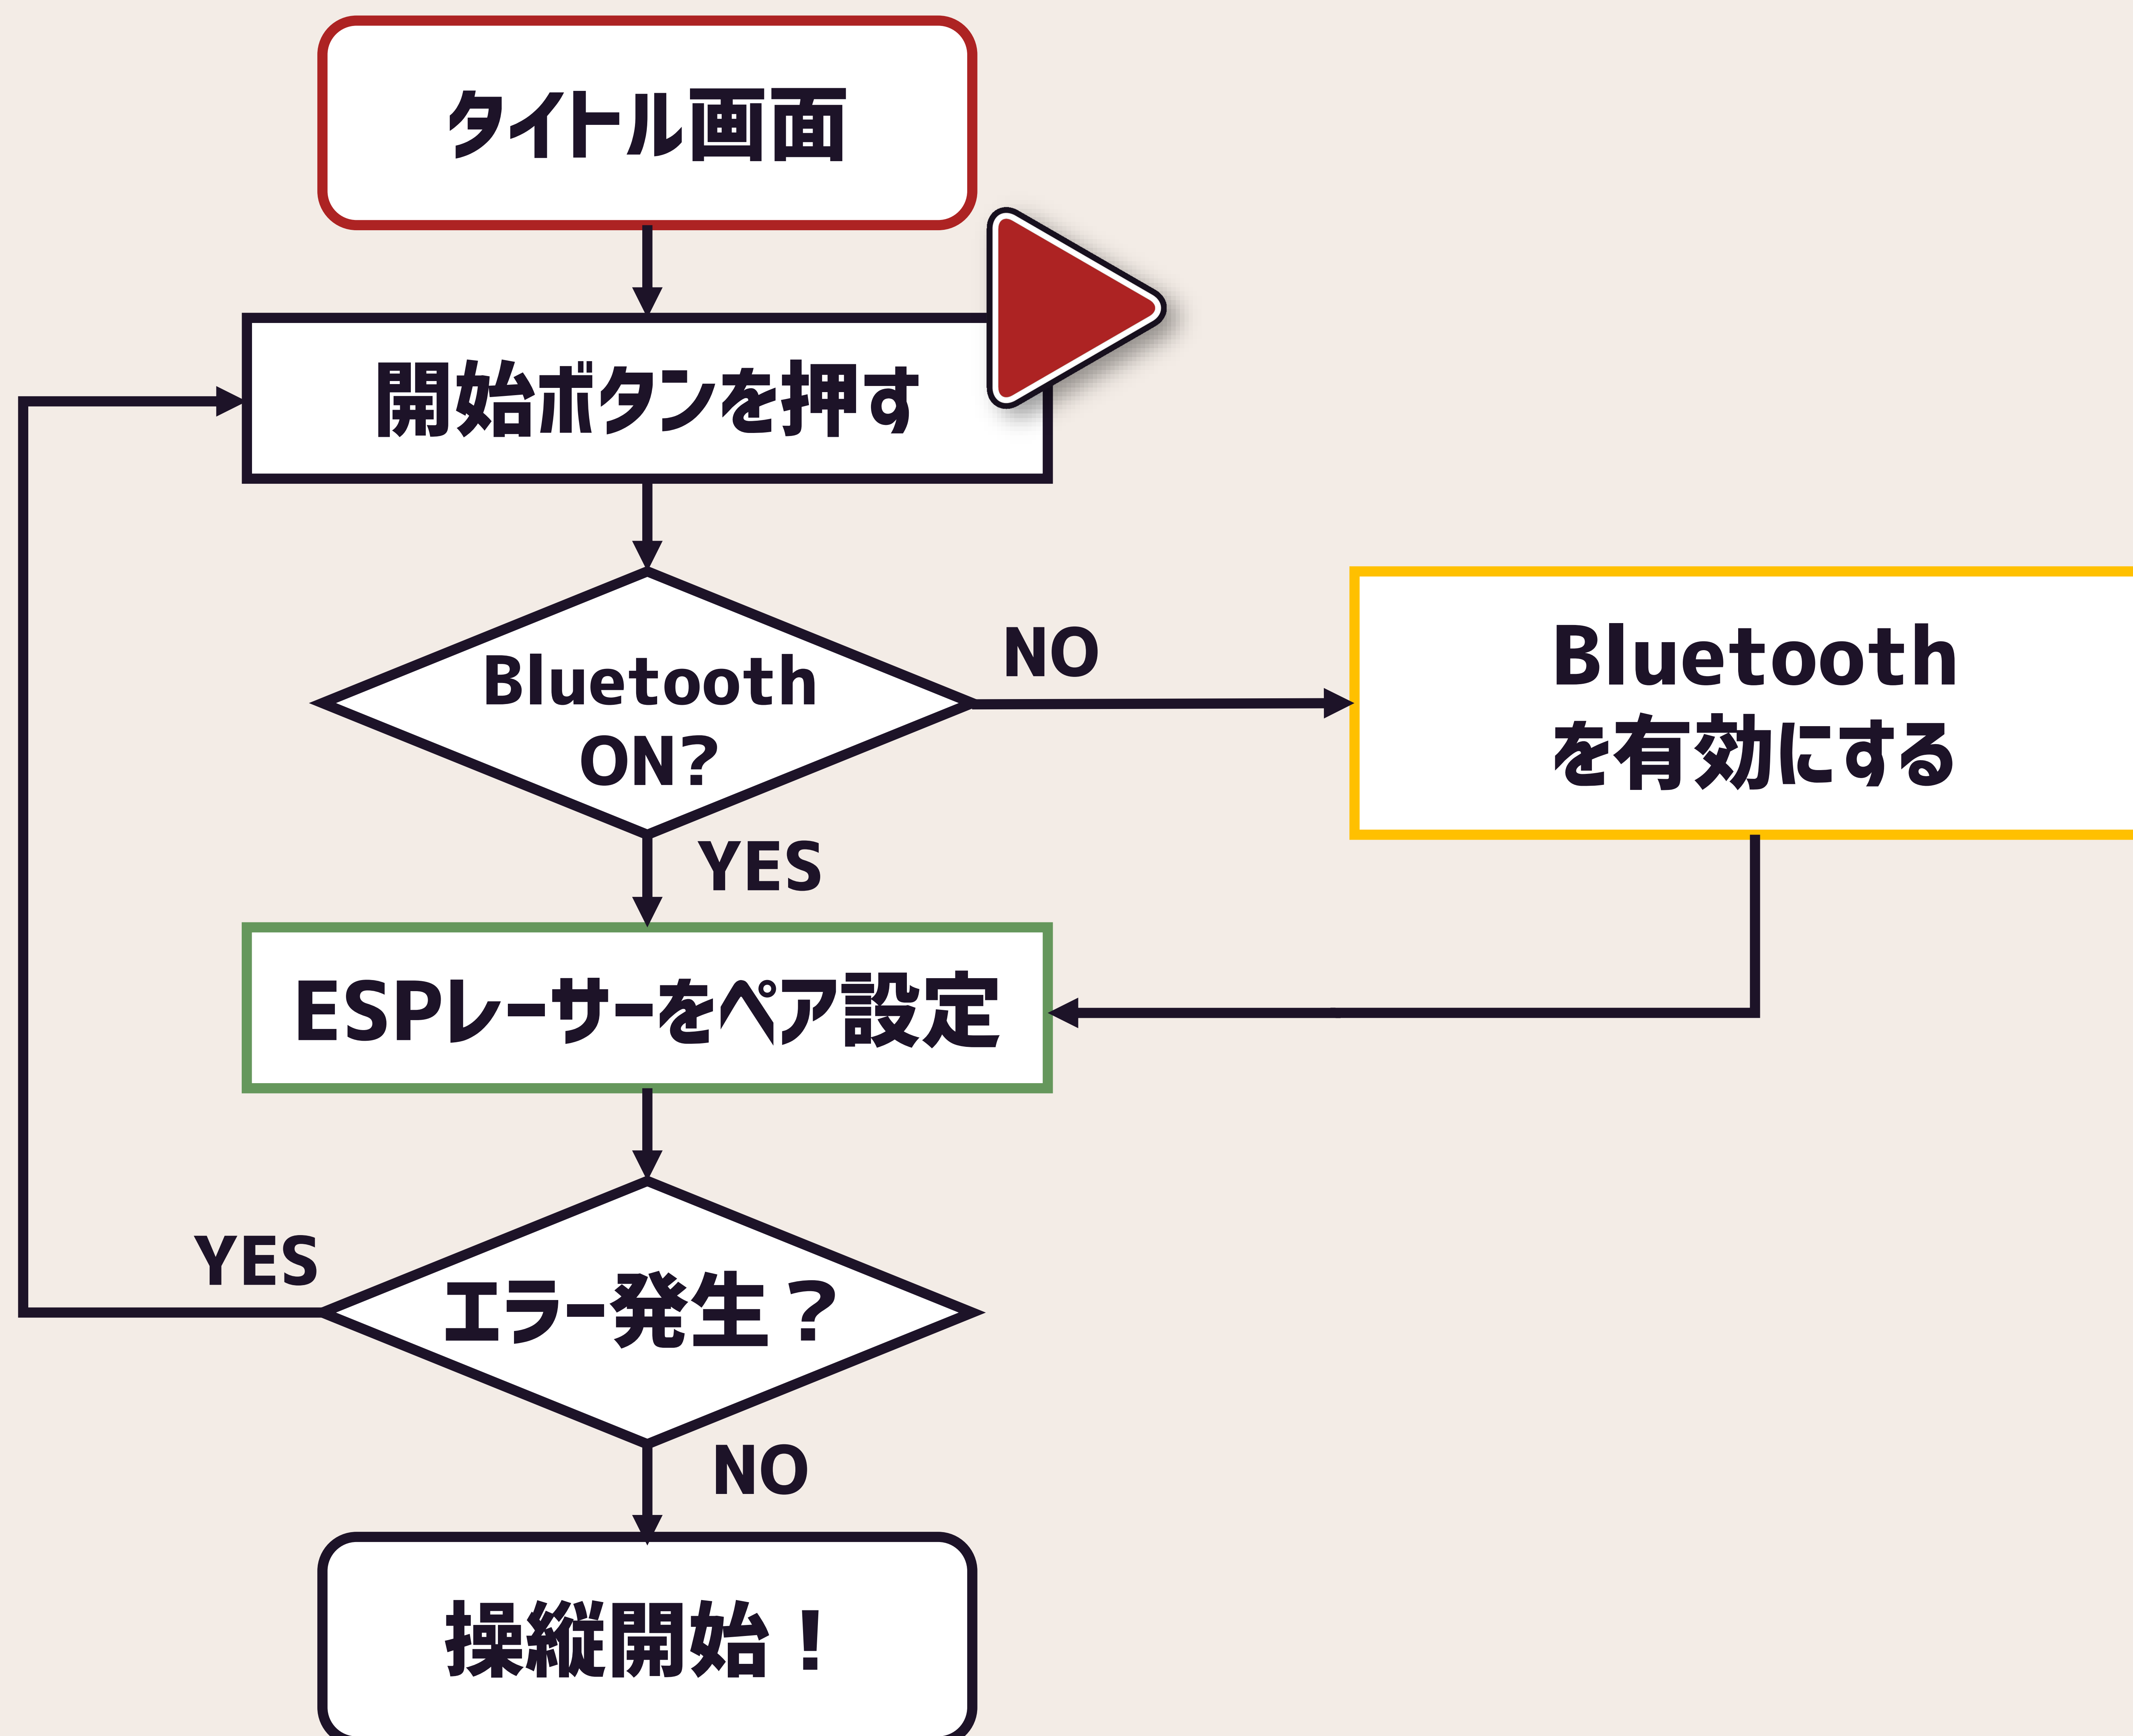 タイトル画面
開始ボタンを押す
Bluetooth
ON?
NO
Bluetooth
を有効にする
YES
ESPレーサーをペア設定
YES
エラー発生？
NO
操縦開始！